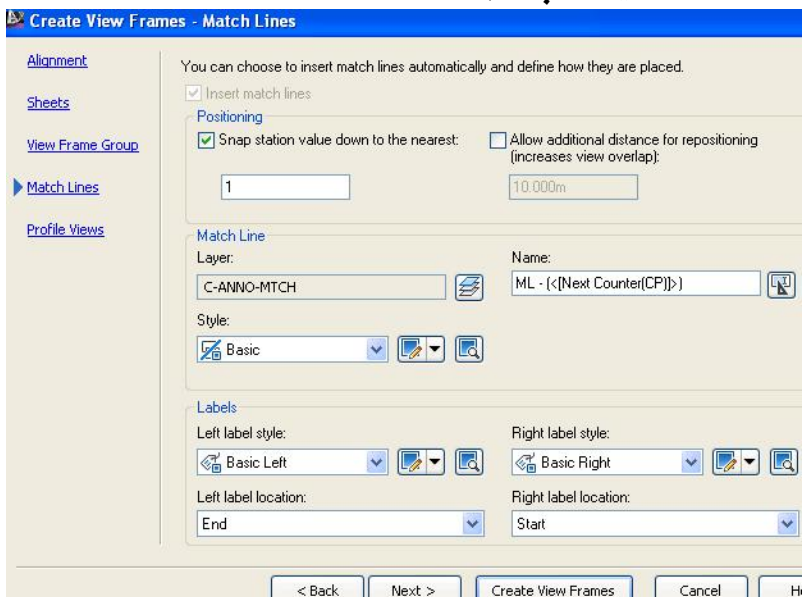 Create View Frames - Match Lines
Alignment
Sheets
View Frame Group
Match Lines
Profile Views
You can choose to insert match lines automatically and define how they are placed.
Insert match lines
Positioning
Snap station value down to the nearest:
1
Allow additional distance for repositioning
(increases view overlap):
10.000m
Match Line
Layer:
C-ANNO-MTCH
Name:
ML - (<[Next Counter(CP)]>)
Style:
Basic
Labels
Left label style:
Basic Left
Right label style:
Basic Right
Left label location:
End
Right label location:
Start
< Back
Next >
Create View Frames
Cancel